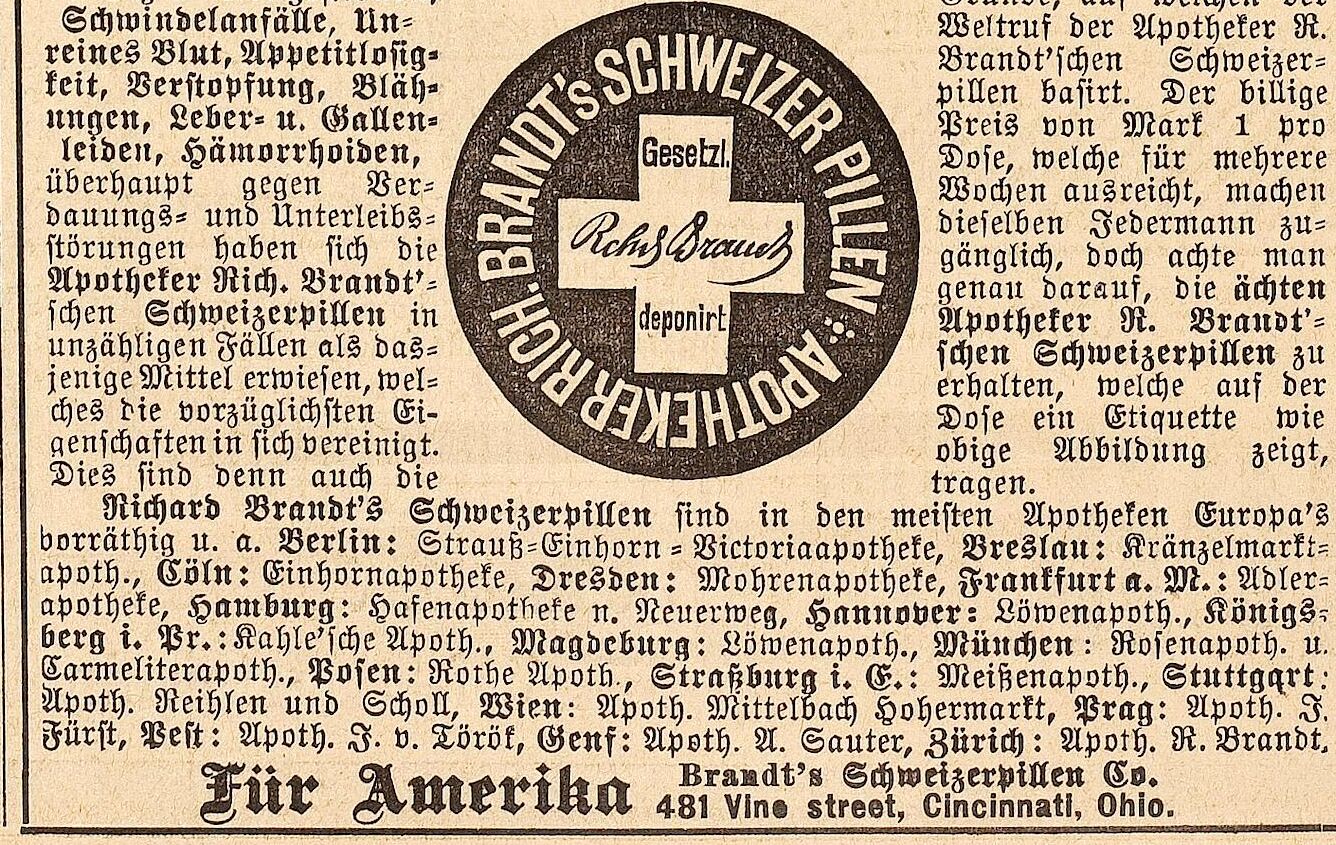 Schwindelanfälle, Un-
reines Blut, Appetitlosig-
keit, Verstopfung, Bläh-
ungen, Leber- u. Gallen-
leiden, Hämorrhoiden,
überhaupt gegen Ver-
dauungs- und Unterleibs-
störungen haben sich die
Apotheker Rich. Brandt'-
schen Schweizerpillen in
unzähligen Fällen als das-
jenige Mittel erwiesen, wel-
ches die vorzüglichsten Ei-
genschaften in sich vereinigt.
Dies sind denn auch die
APOTHEKER RICH. BRANDT's SCHWEIZER PILLEN
Gesetzl.
Rchd Brandt
deponirt
Weltruf der Apotheker R.
Brandt'schen Schweizer-
pillen basirt. Der billige
Preis von Mark 1 pro
Dose, welche für mehrere
Wochen ausreicht, machen
dieselben Jedermann zu-
gänglich, doch achte man
genau darauf, die ächten
Apotheker R. Brandt'-
schen Schweizerpillen zu
erhalten, welche auf der
Dose ein Etiquette wie
obige Abbildung zeigt,
tragen.
Richard Brandt's Schweizerpillen sind in den meisten Apotheken Europa's
vorräthig u. a. Berlin: Strauß-Einhorn-Victoriaapotheke, Breslau: Kränzelmarkt-
apoth., Cöln: Einhornapotheke, Dresden: Mohrenapotheke, Frankfurt a. M.: Adler-
apotheke, Hamburg: Hafenapotheke n. Neuerweg, Hannover: Löwenapoth., Königs-
berg i. Pr.: Kahle'sche Apoth., Magdeburg: Löwenapoth., München: Rosenapoth. u.
Carmeliterapoth., Posen: Rothe Apoth., Straßburg i. E.: Meißenapoth., Stuttgart:
Apoth. Reihlen und Scholl, Wien: Apoth. Mittelbach Hohermarkt, Prag: Apoth. J.
Fürst, Pest: Apoth. J. v. Török, Genf: Apoth. A. Sauter, Zürich: Apoth. R. Brandt.
Für Amerika Brandt's Schweizerpillen Co.
481 Vine street, Cincinnati, Ohio.